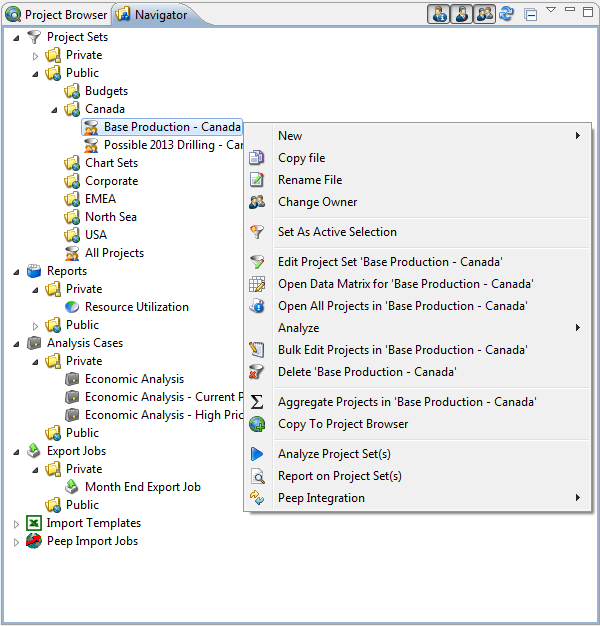 Project Browser
Navigator
Project Sets
Private
Public
Budgets
Canada
Base Production - Canada
Possible 2013 Drilling - Car
Chart Sets
Corporate
EMEA
North Sea
USA
All Projects
Reports
Private
Resource Utilization
Public
Analysis Cases
Private
Economic Analysis
Economic Analysis - Current P
Economic Analysis - High Pric
Public
Export Jobs
Private
Month End Export Job
Public
Import Templates
Peep Import Jobs
New
Copy file
Rename File
Change Owner
Set As Active Selection
Edit Project Set 'Base Production - Canada'
Open Data Matrix for 'Base Production - Canada'
Open All Projects in 'Base Production - Canada'
Analyze
Bulk Edit Projects in 'Base Production - Canada'
Delete 'Base Production - Canada'
Aggregate Projects in 'Base Production - Canada'
Copy To Project Browser
Analyze Project Set(s)
Report on Project Set(s)
Peep Integration